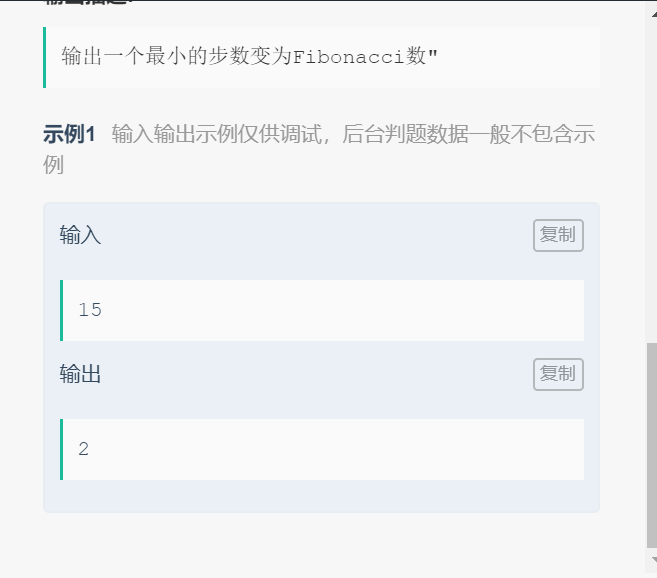 输出一个最小的步数变为Fibonacci数"
示例1 输入输出示例仅供调试，后台判题数据一般不包含示
例
输入 复制
15
输出 复制
2